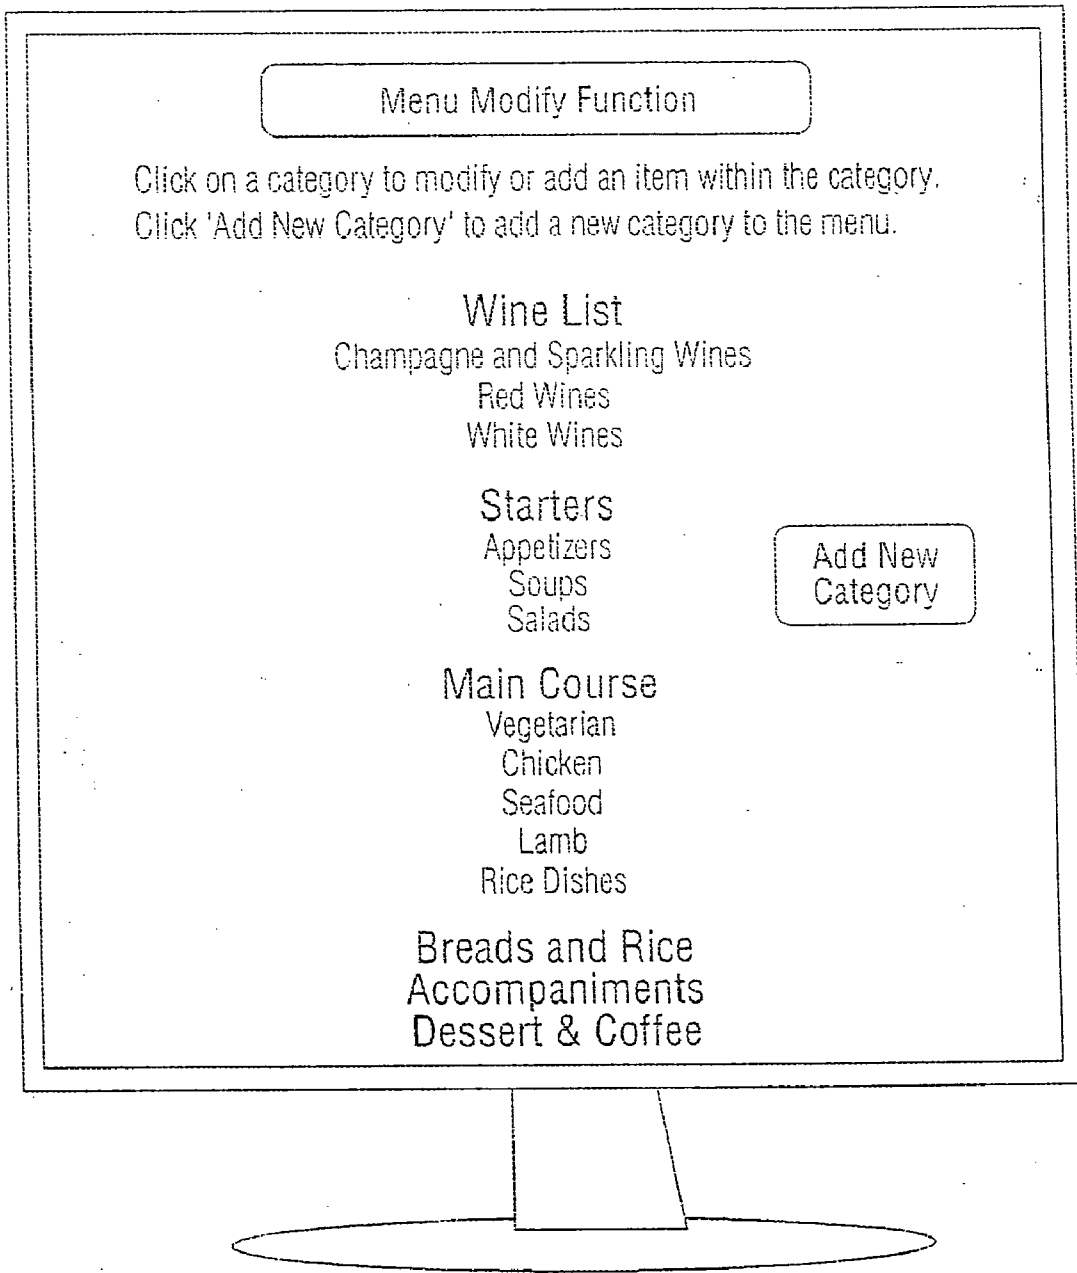 Menu Modify Function
Click on a category to modify or add an item within the category.
Click 'Add New Category' to add a new category to the menu.
Wine List
Champagne and Sparkling Wines
Red Wines
White Wines
Starters
Appetizers
Soups
Salads
Add New
Category
Main Course
Vegetarian
Chicken
Seafood
Lamb
Rice Dishes
Breads and Rice
Accompaniments
Dessert & Coffee